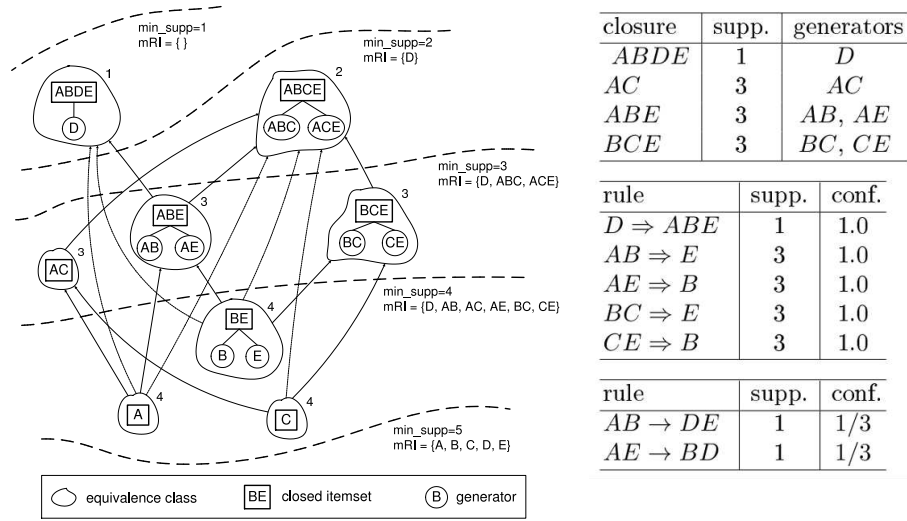 min_supp=1
mRI = { }
min_supp=2
mRI = {D}
1
ABDE
D
2
ABCE
ABC
ACE
min_supp=3
mRI = {D, ABC, ACE}
3
ABE
AB
AE
3
BCE
BC
CE
3
AC
min_supp=4
mRI = {D, AB, AC, AE, BC, CE}
4
BE
B
E
4
A
4
C
min_supp=5
mRI = {A, B, C, D, E}
equivalence class
BE
closed itemset
B
generator
closure supp. generators
ABDE 1 D
AC 3 AC
ABE 3 AB, AE
BCE 3 BC, CE
rule supp. conf.
D ⇒ ABE 1 1.0
AB ⇒ E 3 1.0
AE ⇒ B 3 1.0
BC ⇒ E 3 1.0
CE ⇒ B 3 1.0
rule supp. conf.
AB → DE 1 1/3
AE → BD 1 1/3